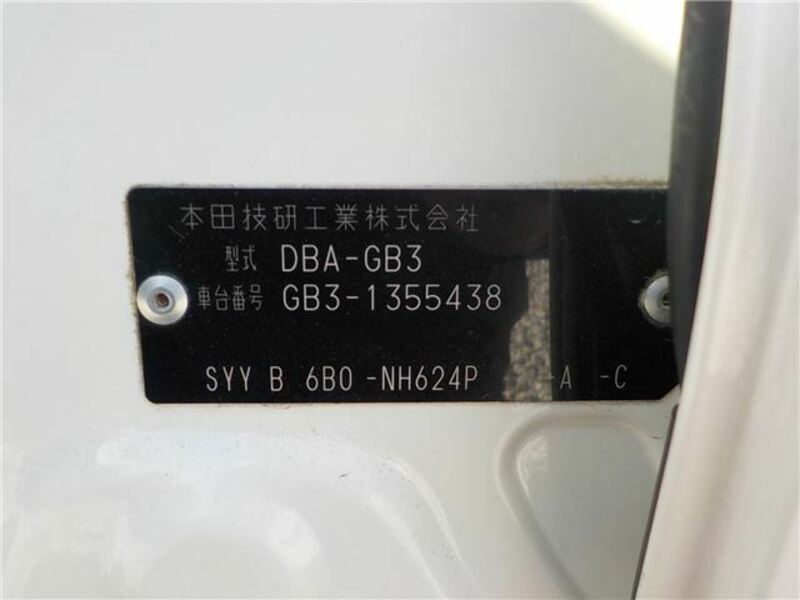 本田技研工業株式会社
型式 DBA-GB3
車台番号 GB3-1355438
SYY B 6B0 -NH624P -A -C